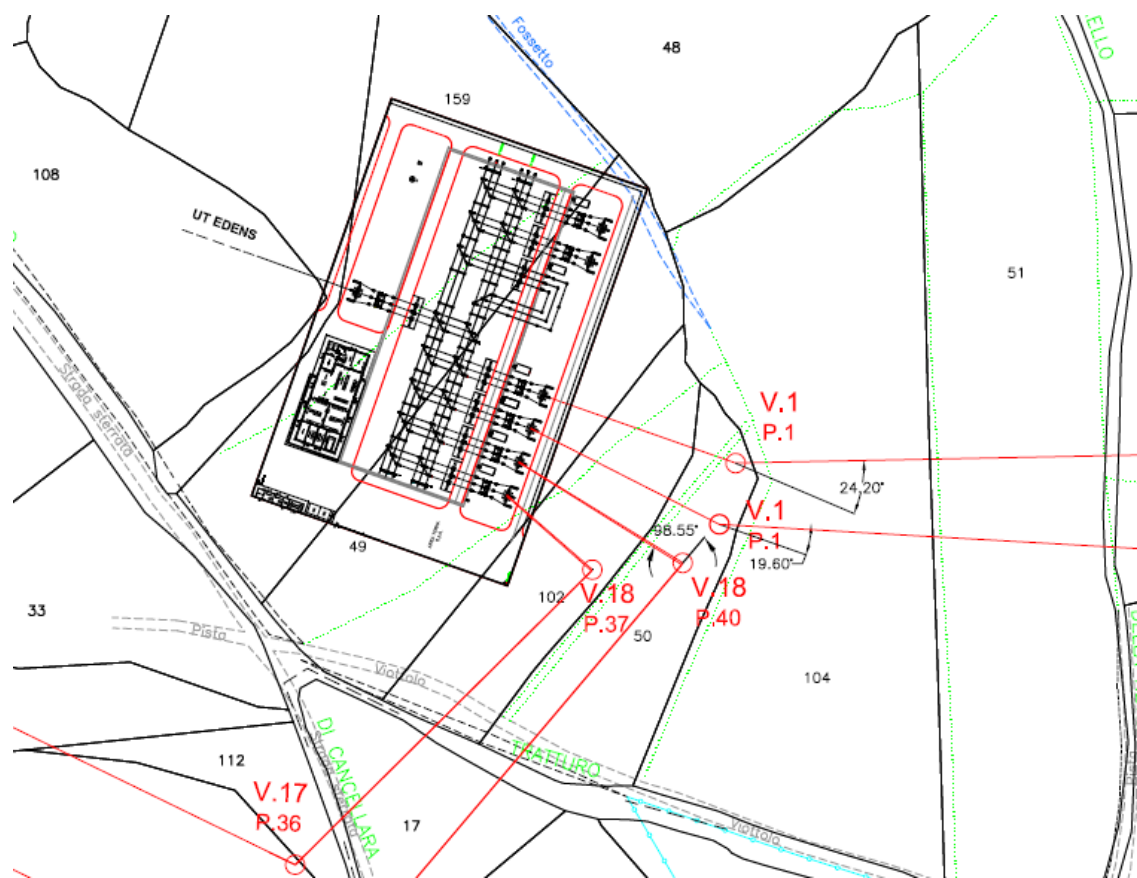 Fossetto
48
ELLO
159
108
UT EDENS
51
Strada sterrata
V.1
P.1
24.20°
V.1
P.1
19.60°
98.55°
49
33
102
V.18
P.37
V.18
P.40
50
Pista
Viottolo
104
DI CANCELLARA
TRATTURO
112
V.17
P.36
17
Viottolo